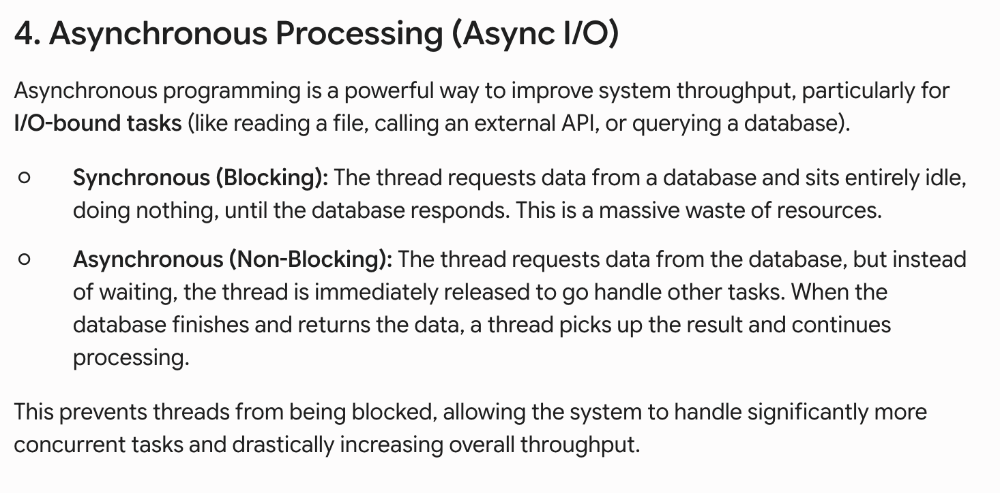 4. Asynchronous Processing (Async I/O)
Asynchronous programming is a powerful way to improve system throughput, particularly for
I/O-bound tasks (like reading a file, calling an external API, or querying a database).
Synchronous (Blocking): The thread requests data from a database and sits entirely idle,
doing nothing, until the database responds. This is a massive waste of resources.
Asynchronous (Non-Blocking): The thread requests data from the database, but instead
of waiting, the thread is immediately released to go handle other tasks. When the
database finishes and returns the data, a thread picks up the result and continues
processing.
This prevents threads from being blocked, allowing the system to handle significantly more
concurrent tasks and drastically increasing overall throughput.